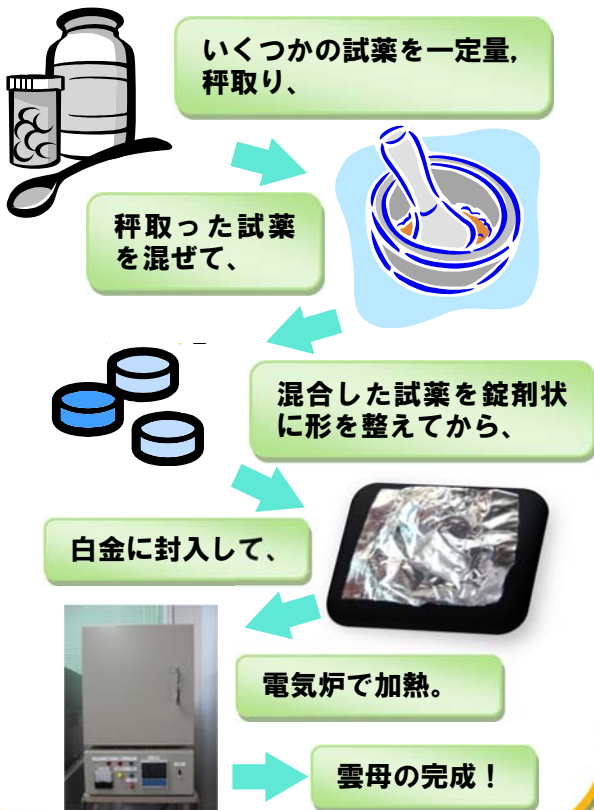 いくつかの試薬を一定量,
秤取り、
秤取った試薬
を混ぜて、
混合した試薬を錠剤状
に形を整えてから、
白金に封入して、
電気炉で加熱。
雲母の完成！